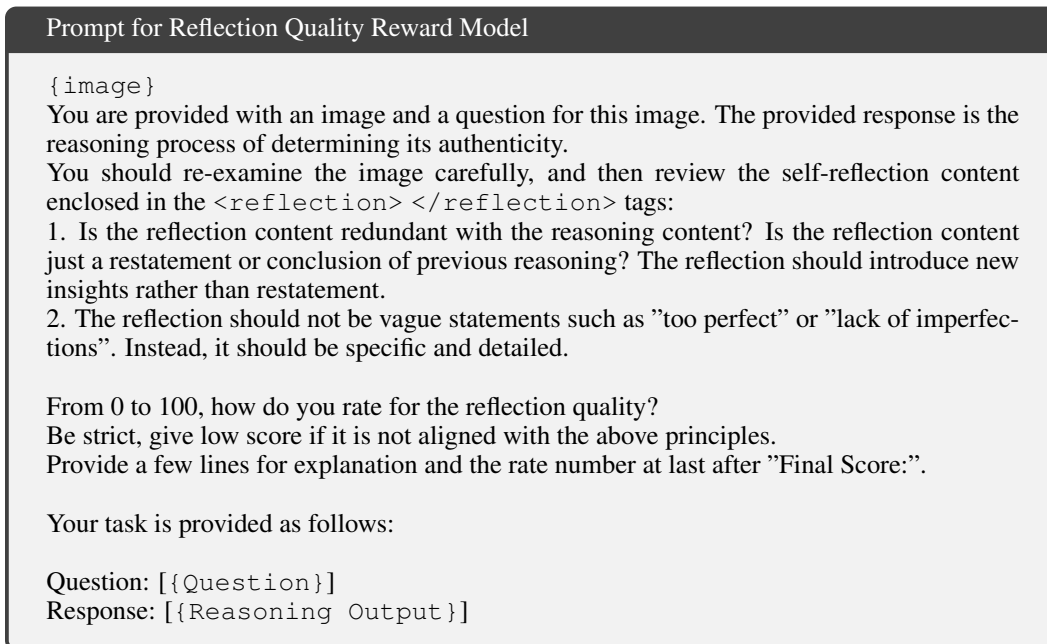 Prompt for Reflection Quality Reward Model
{image}
You are provided with an image and a question for this image. The provided response is the
reasoning process of determining its authenticity.
You should re-examine the image carefully, and then review the self-reflection content
enclosed in the <reflection> </reflection> tags:
1. Is the reflection content redundant with the reasoning content? Is the reflection content
just a restatement or conclusion of previous reasoning? The reflection should introduce new
insights rather than restatement.
2. The reflection should not be vague statements such as ”too perfect” or ”lack of imperfec-
tions”. Instead, it should be specific and detailed.
From 0 to 100, how do you rate for the reflection quality?
Be strict, give low score if it is not aligned with the above principles.
Provide a few lines for explanation and the rate number at last after ”Final Score:”.
Your task is provided as follows:
Question: [{Question}]
Response: [{Reasoning Output}]